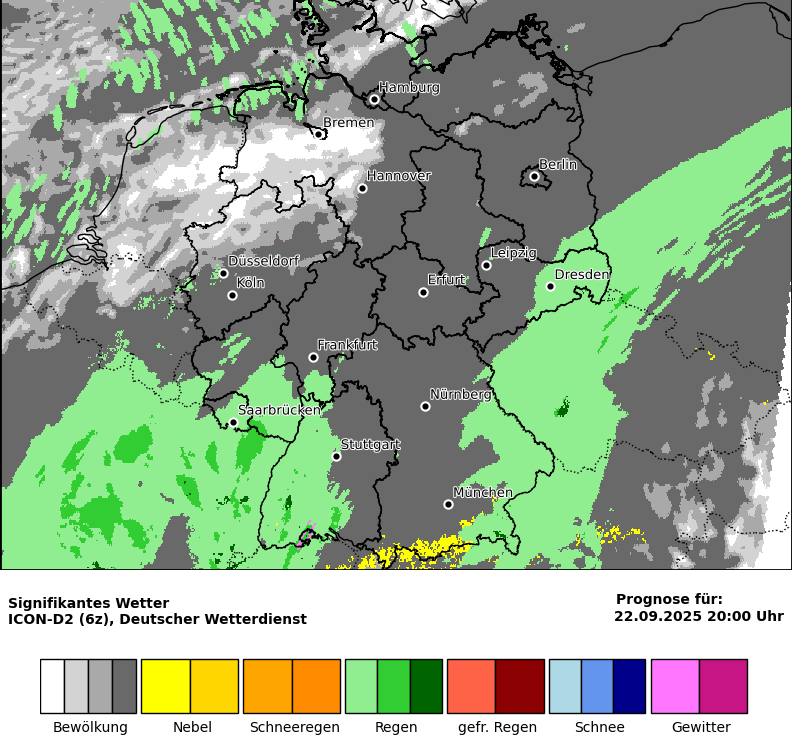 Hamburg
Bremen
Berlin
Hannover
Leipzig
Düsseldorf
Dresden
Köln
Erfurt
Frankfurt
Nürnberg
Saarbrücken
Stuttgart
München
Signifikantes Wetter
ICON-D2 (6z), Deutscher Wetterdienst
Prognose für:
22.09.2025 20:00 Uhr
Bewölkung Nebel Schneeregen Regen gefr. Regen Schnee Gewitter